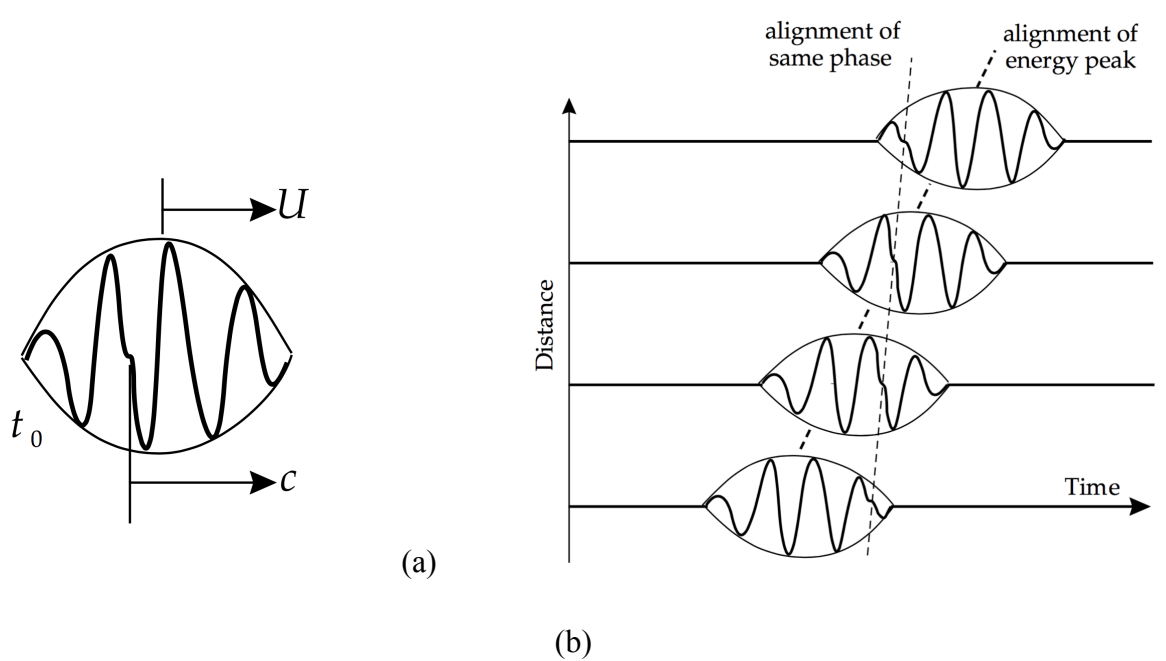 U
t₀
c
(a)
alignment of
same phase
alignment of
energy peak
Distance
Time
(b)